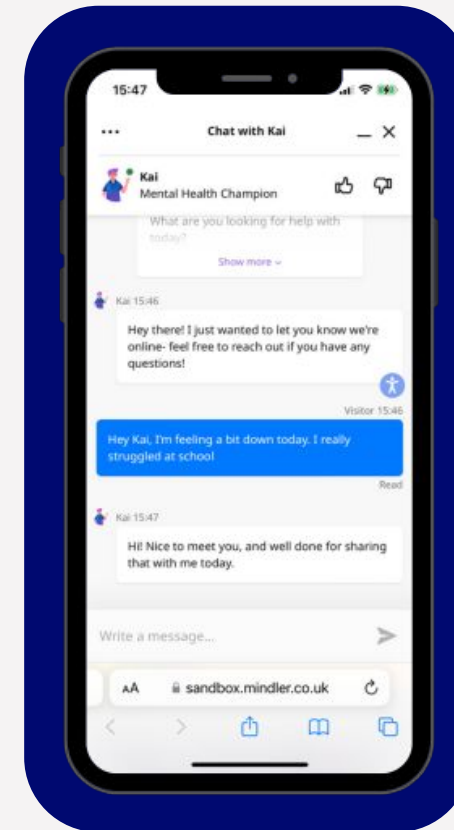 15:47
Chat with Kai
Kai
Mental Health Champion
What are you looking for help with
today?
Show more
Kai 15:46
Hey there! I just wanted to let you know we're
online- feel free to reach out if you have any
questions!
Visitor 15:46
Hey Kai, I'm feeling a bit down today. I really
struggled at school
Read
Kai 15:47
Hi! Nice to meet you, and well done for sharing
that with me today.
Write a message...
AA sandbox.mindler.co.uk